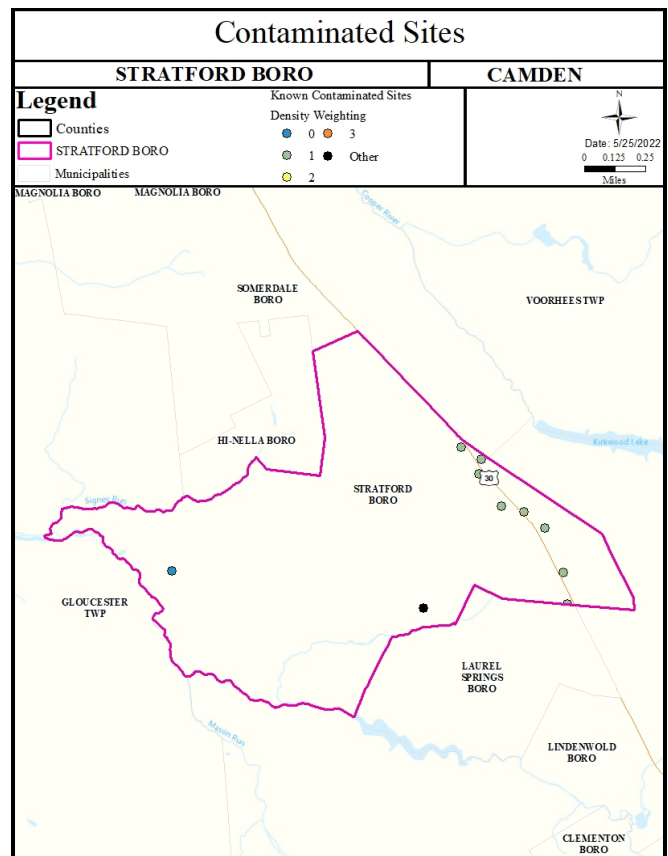 Contaminated Sites
STRATFORD BORO
CAMDEN
Legend
Counties
STRATFORD BORO
Municipalities
Known Contaminated Sites
Density Weighting
0
3
1
Other
2
N
Date: 5/25/2022
0 0.125 0.25
Miles
MAGNOLIA BORO
MAGNOLIA BORO
Cooper River
SOMERDALE
BORO
VOORHEES TWP
HI-NELLA BORO
Kirkwood Lake
30
STRATFORD
BORO
Signey Run
GLOUCESTER
TWP
LAUREL
SPRINGS
BORO
Mason Run
LINDENWOLD
BORO
CLEMENTON
BORO